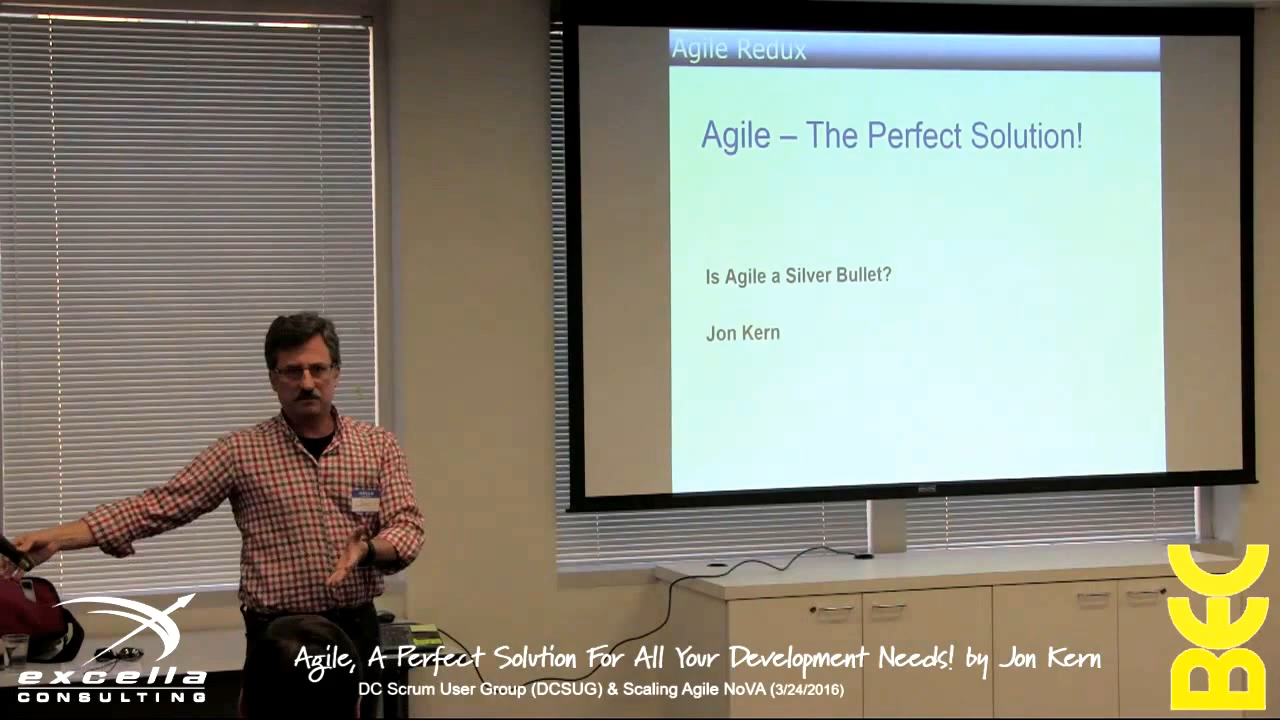 Agile Redux
Agile – The Perfect Solution!
Is Agile a Silver Bullet?
Jon Kern
excella
CONSULTING
Agile, A Perfect Solution For All Your Development Needs! by Jon Kern
DC Scrum User Group (DCSUG) & Scaling Agile NoVA (3/24/2016)